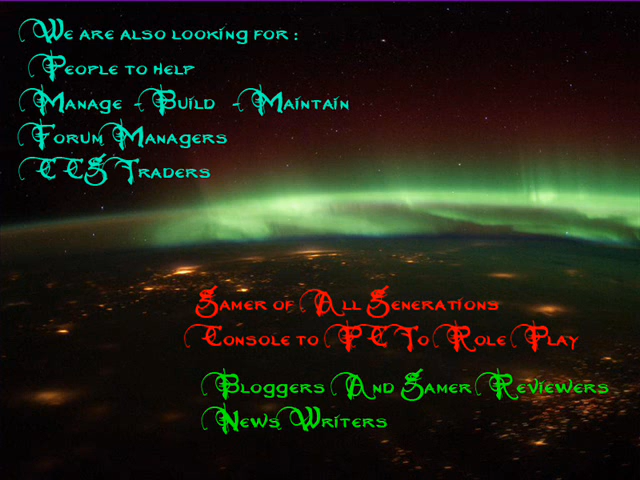 We are also looking for :
People to help
Manage - Build - Maintain
Forum Managers
CCG Traders
Gamer of All Generations
Console to PC To Role Play
Bloggers And Gamer Reviewers
News Writers